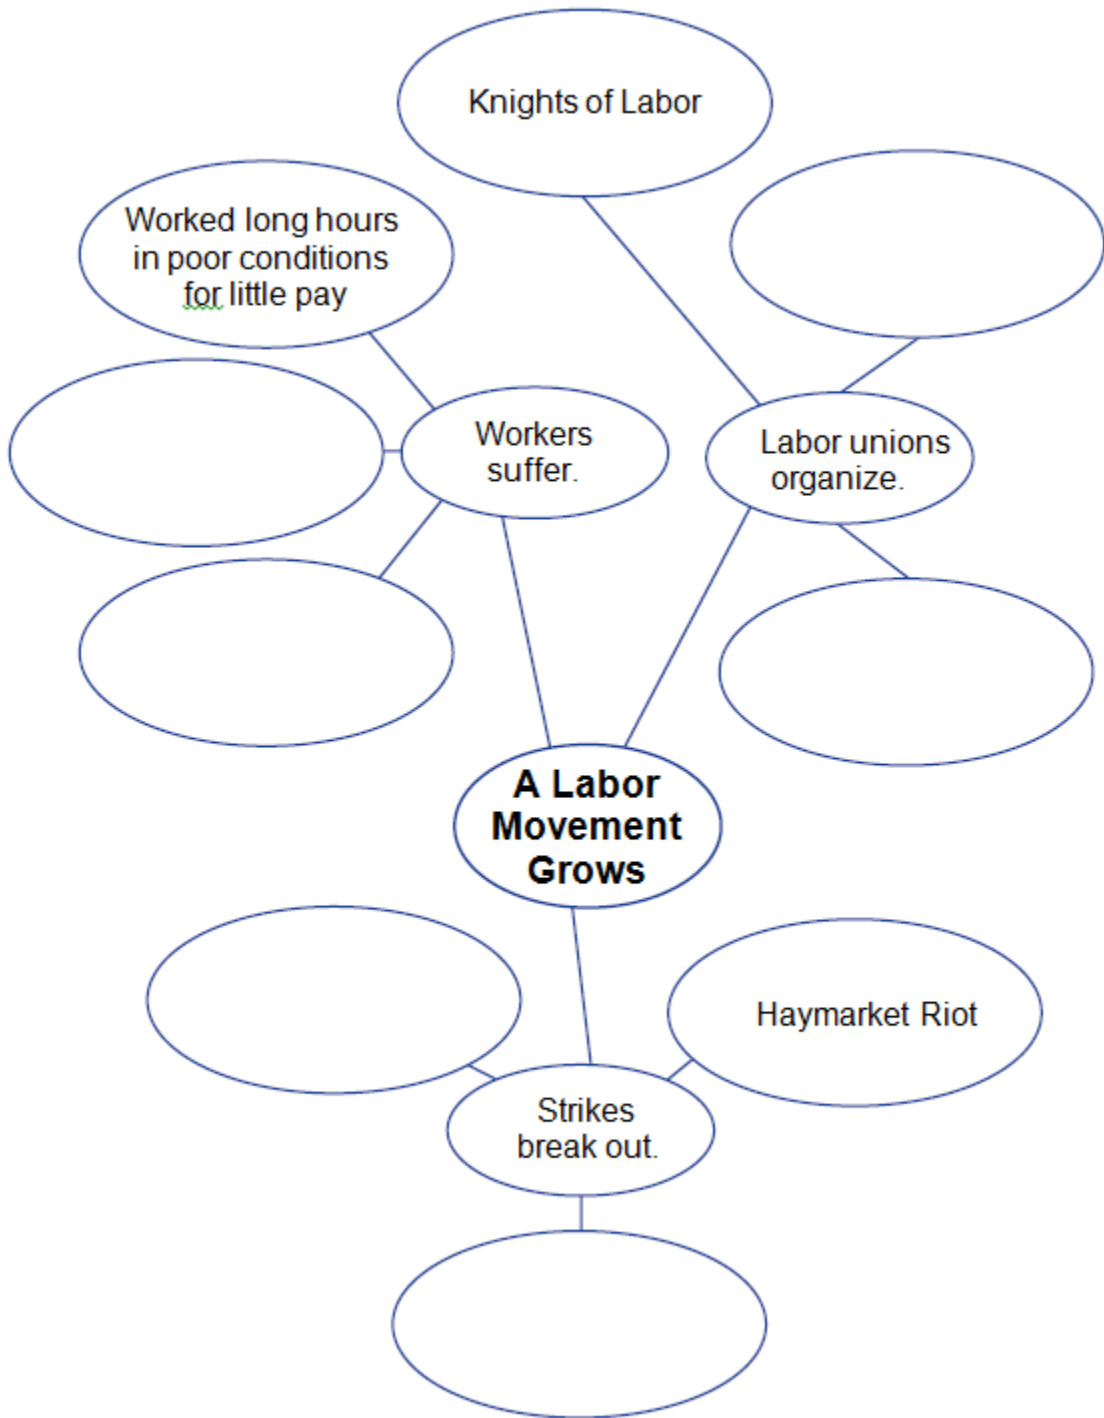 Knights of Labor
Worked long hours
in poor conditions
for little pay
Workers
suffer.
Labor unions
organize.
A Labor
Movement
Grows
Haymarket Riot
Strikes
break out.